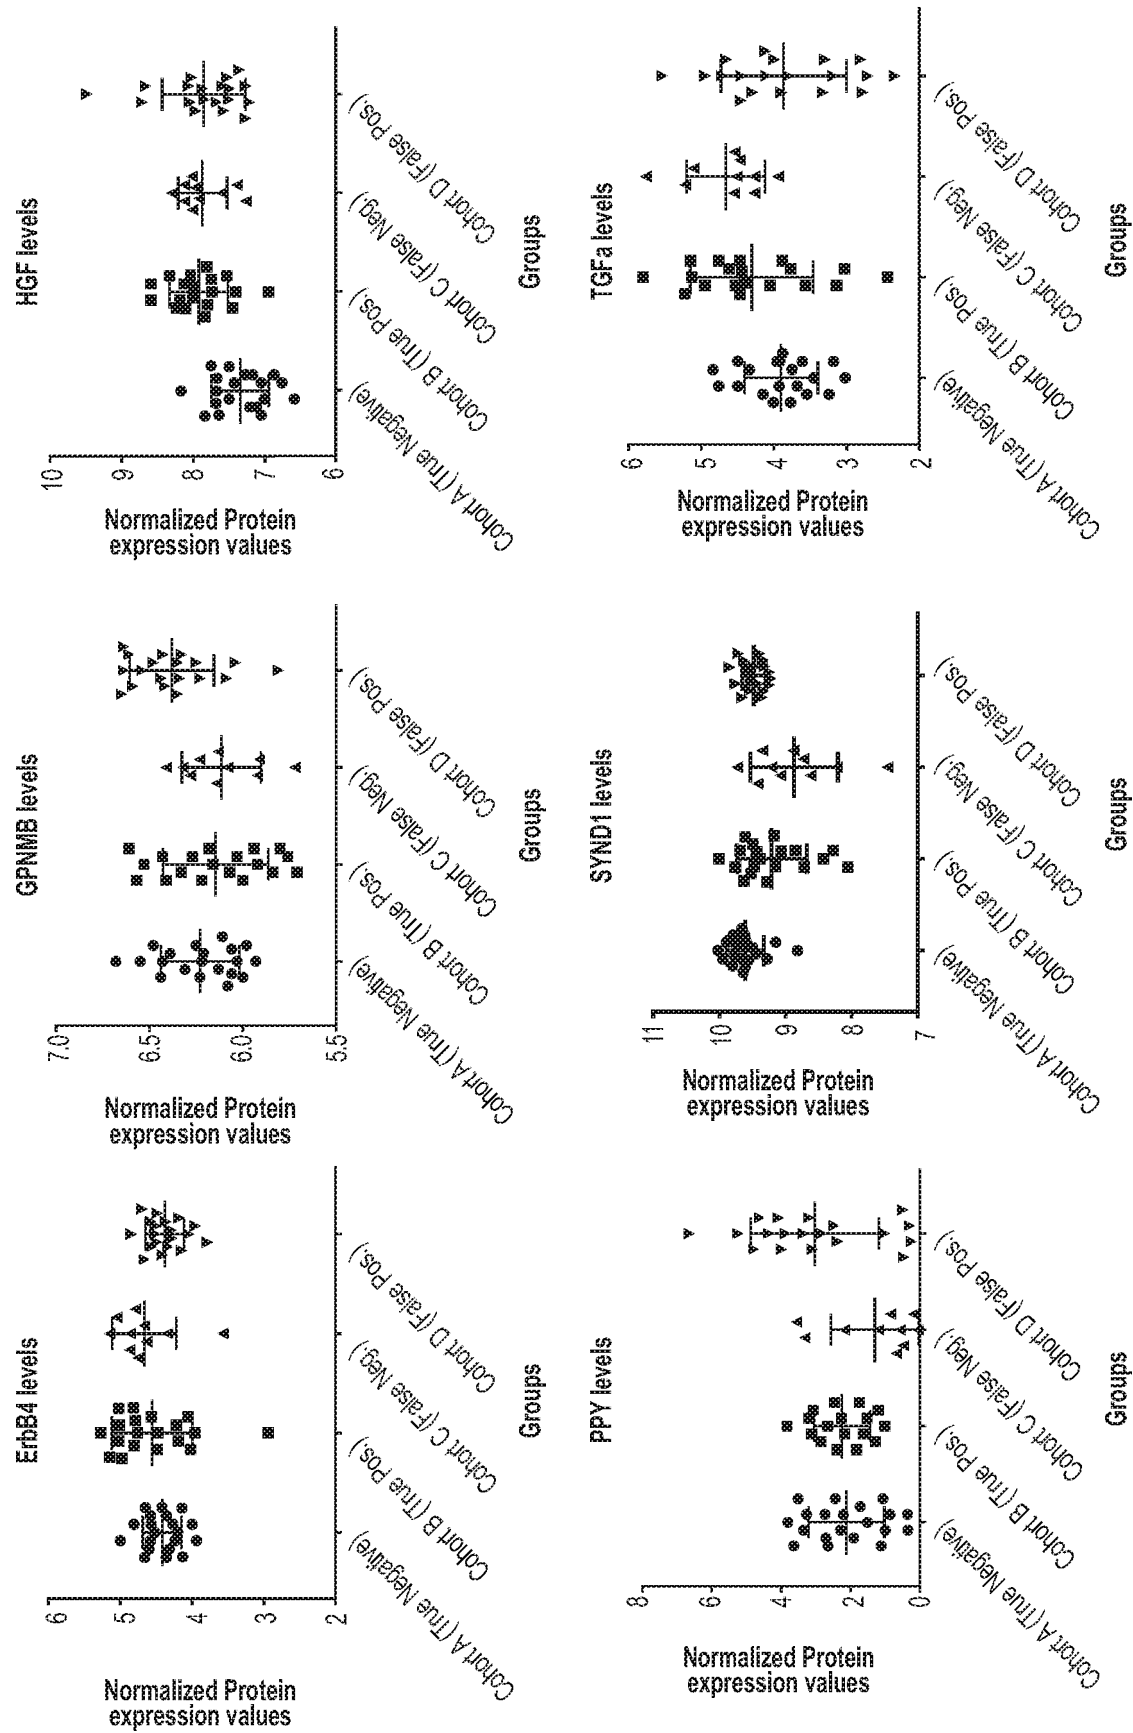 ErbB4 levels
Normalized Protein
expression values
6
5
4
3
2
Cohort A (True Negative)
Cohort B (True Pos.)
Cohort C (False Neg.)
Cohort D (False Pos.)
Groups
GPNMB levels
Normalized Protein
expression values
7.0
6.5
6.0
5.5
Cohort A (True Negative)
Cohort B (True Pos.)
Cohort C (False Neg.)
Cohort D (False Pos.)
Groups
HGF levels
Normalized Protein
expression values
10
9
8
7
6
Cohort A (True Negative)
Cohort B (True Pos.)
Cohort C (False Neg.)
Cohort D (False Pos.)
Groups
PPY levels
Normalized Protein
expression values
8
6
4
2
0
Cohort A (True Negative)
Cohort B (True Pos.)
Cohort C (False Neg.)
Cohort D (False Pos.)
Groups
SYND1 levels
Normalized Protein
expression values
11
10
9
8
7
Cohort A (True Negative)
Cohort B (True Pos.)
Cohort C (False Neg.)
Cohort D (False Pos.)
Groups
TGFa levels
Normalized Protein
expression values
6
5
4
3
2
Cohort A (True Negative)
Cohort B (True Pos.)
Cohort C (False Neg.)
Cohort D (False Pos.)
Groups